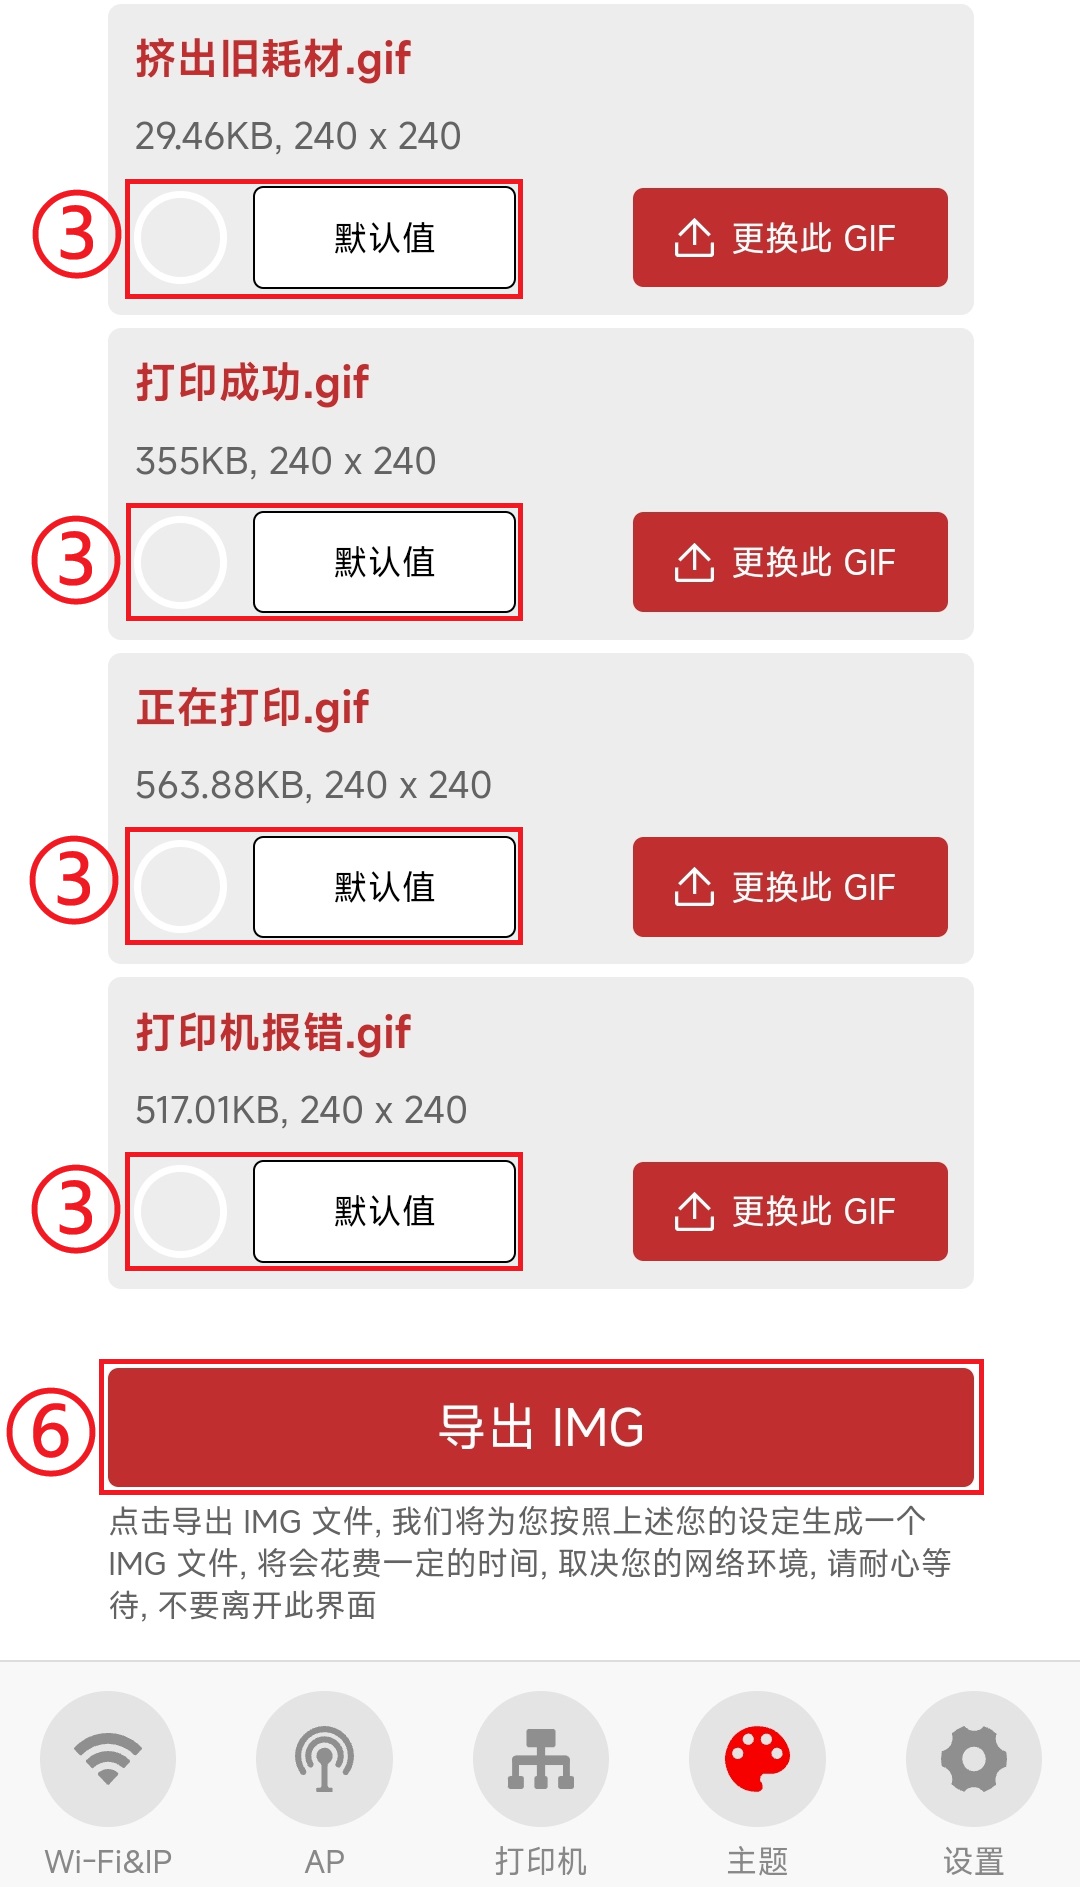 挤出旧耗材.gif
29.46KB, 240 x 240
③ 默认值 更换此 GIF
打印成功.gif
355KB, 240 x 240
③ 默认值 更换此 GIF
正在打印.gif
563.88KB, 240 x 240
③ 默认值 更换此 GIF
打印机报错.gif
517.01KB, 240 x 240
③ 默认值 更换此 GIF
⑥ 导出 IMG
点击导出 IMG 文件, 我们将为您按照上述您的设定生成一个
IMG 文件, 将会花费一定的时间, 取决您的网络环境, 请耐心等
待, 不要离开此界面
Wi-Fi&IP AP 打印机 主题 设置